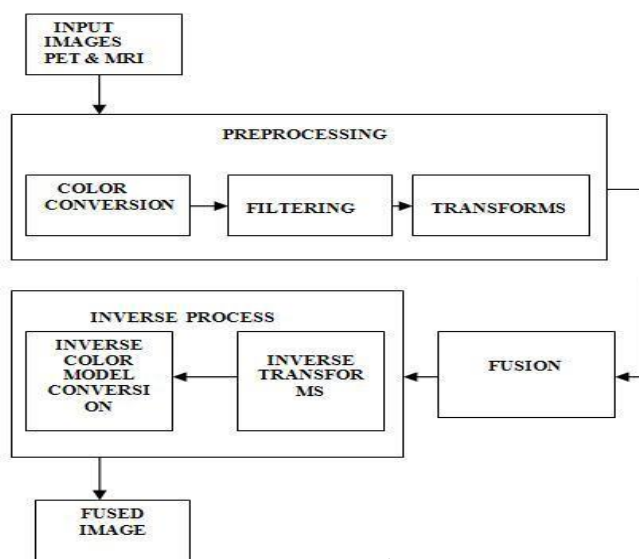 INPUT
IMAGES
PET & MRI
PREPROCESSING
COLOR
CONVERSION
FILTERING
TRANSFORMS
INVERSE PROCESS
INVERSE
COLOR
MODEL
CONVERSI
ON
INVERSE
TRANSFOR
MS
FUSION
FUSED
IMAGE